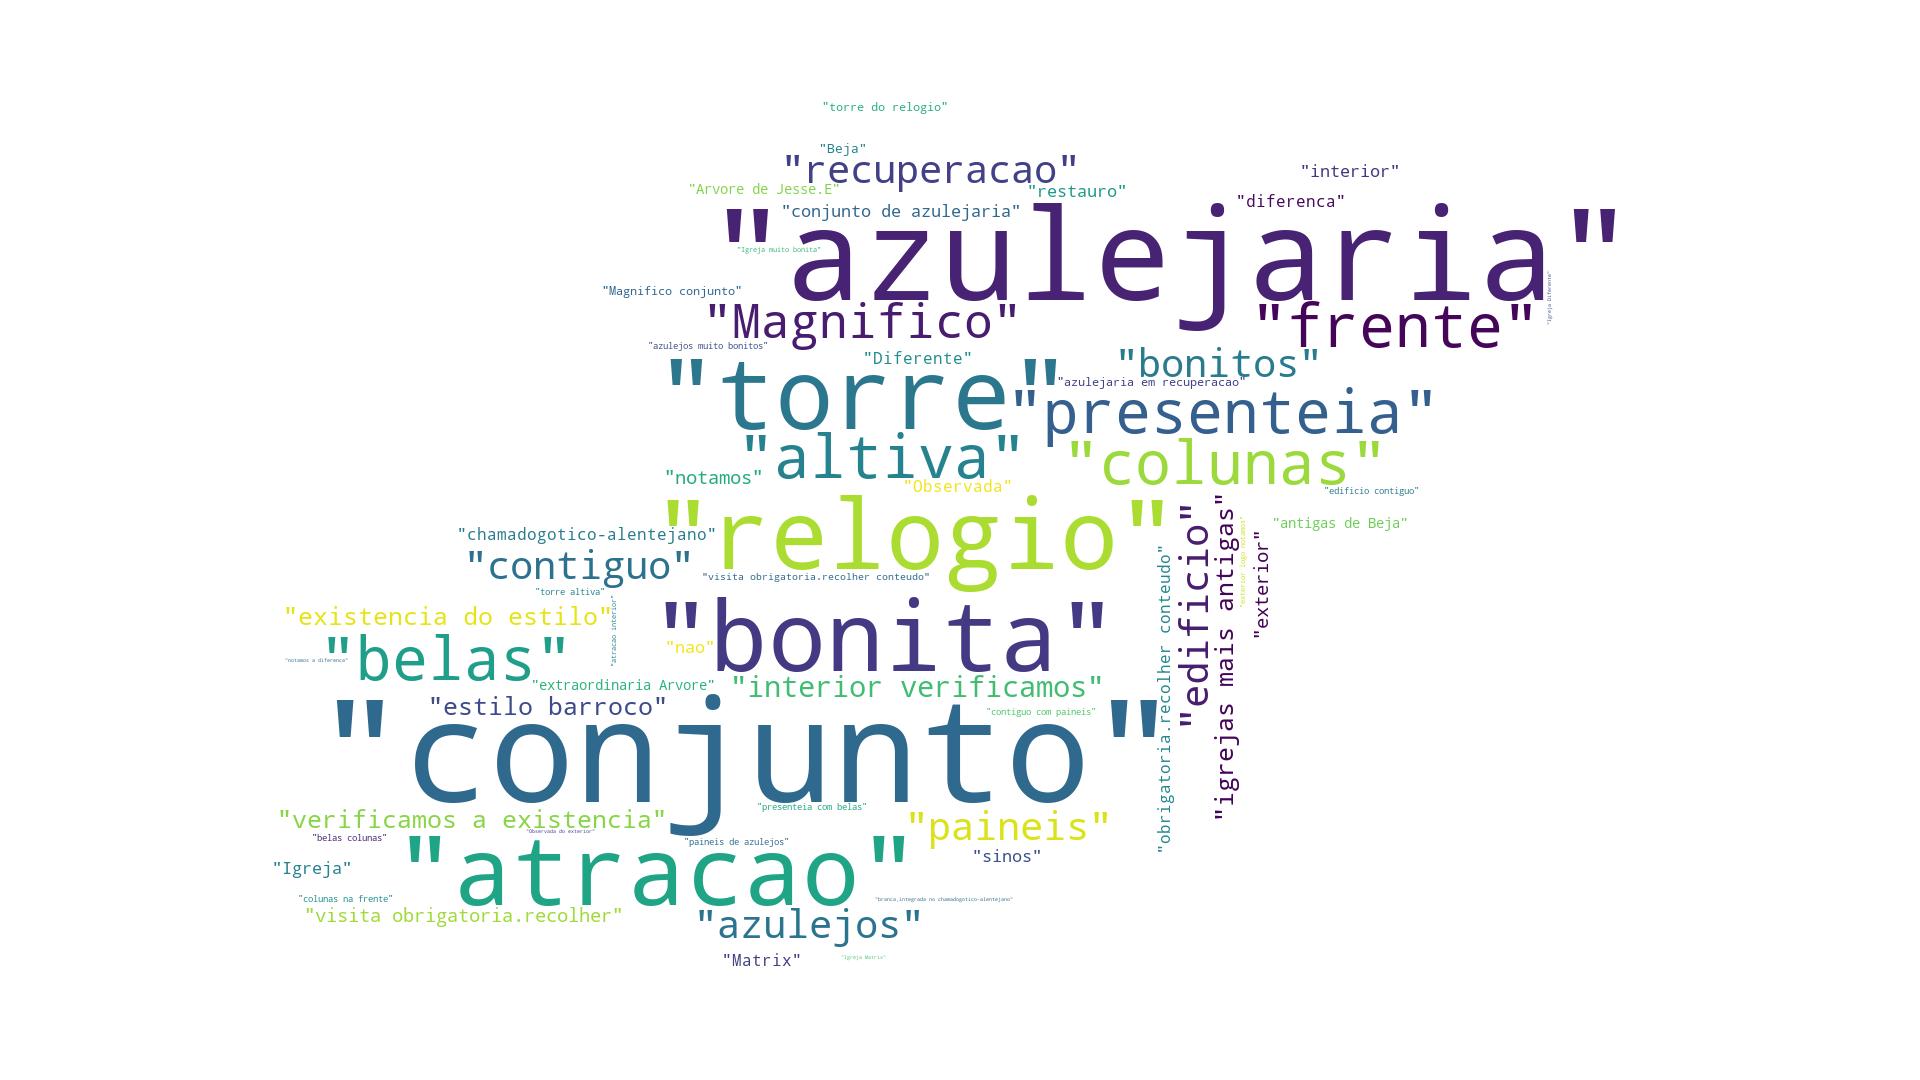 "torre do relogio"
"Beja"
"recuperacao"
"interior"
"Arvore de Jesse.E"
"restauro"
"diferenca"
"conjunto de azulejaria"
"azulejaria"
"Igreja muito bonita"
"Igreja Diferente"
"Magnifico conjunto"
"Magnifico"
"frente"
"azulejos muito bonitos"
"Diferente"
"bonitos"
"torre"
"azulejaria em recuperacao"
"presenteia"
"altiva"
"colunas"
"notamos"
"Observada"
"edificio contiguo"
"relogio"
"antigas de Beja"
"chamadogotico-alentejano"
"contiguo"
"visita obrigatoria.recolher conteudo"
"edificio"
"igrejas mais antigas"
"exterior"
"obrigatoria.recolher conteudo"
"torre altiva"
"atracao interior"
"existencia do estilo"
"bonita"
"nao"
"belas"
"notamos a diferenca"
"extraordinaria Arvore"
"interior verificamos"
"estilo barroco"
"contiguo com paineis"
"conjunto"
"presenteia com belas"
"verificamos a existencia"
"paineis"
"Observado do exterior"
"belas colunas"
"paineis de azulejos"
"atracao"
"sinos"
"Igreja"
"colunas na frente"
"branca,integrada no chamadogotico-alentejano"
"visita obrigatoria.recolher"
"azulejos"
"Matrix"
"Igreja Matrix"